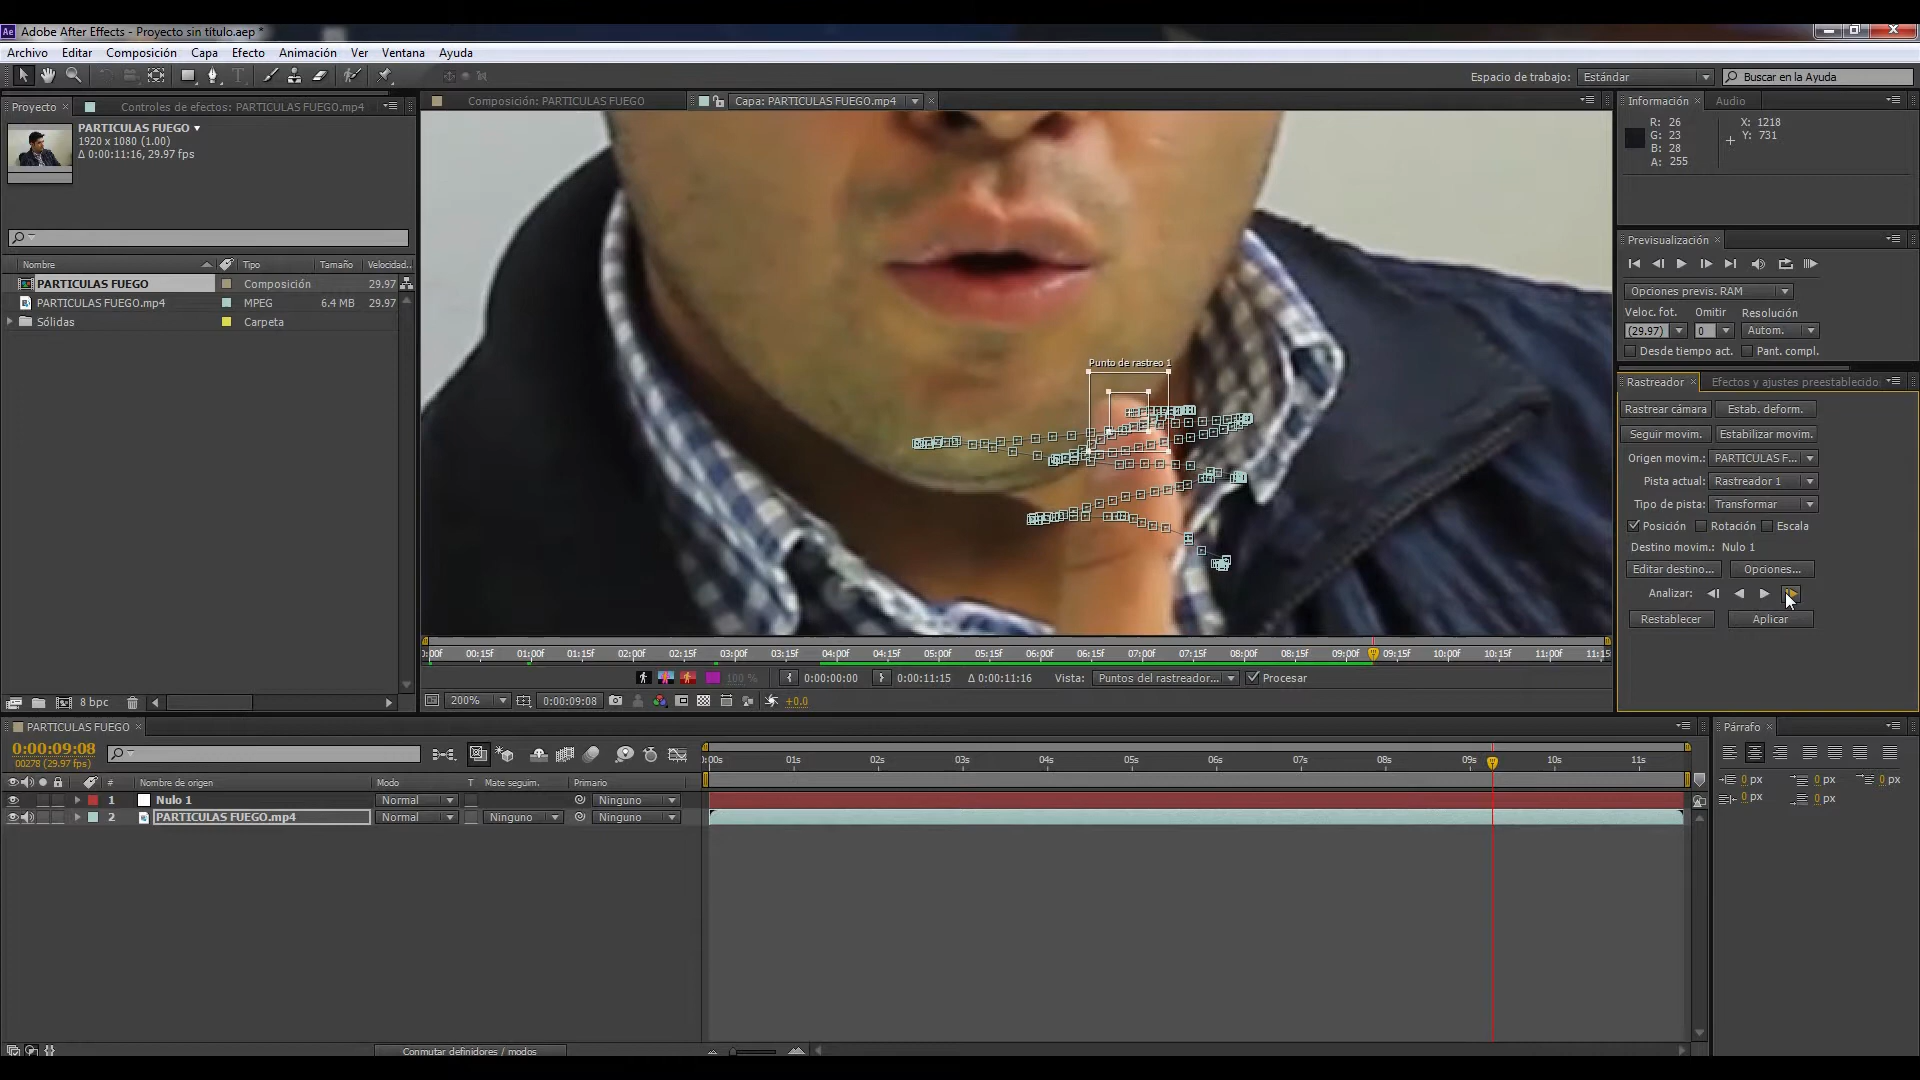 Ae Adobe After Effects - Proyecto sin título.aep *
Archivo Editar Composición Capa Efecto Animación Ver Ventana Ayuda
Espacio de trabajo: Estándar
Buscar en la Ayuda
Proyecto
Controles de efectos: PARTICULAS FUEGO.mp4
Composición: PARTICULAS FUEGO
Capa: PARTICULAS FUEGO.mp4
Información Audio
PARTICULAS FUEGO
1920 x 1080 (1.00)
Δ 0:00:11:16, 29.97 fps
R: 26
G: 23
B: 28
A: 255
X: 1218
Y: 731
Nombre Tipo Tamaño Velocidad..
PARTICULAS FUEGO Composición 29.97
PARTICULAS FUEGO.mp4 MPEG 6.4 MB 29.97
Sólidas Carpeta
Previsualización
Opciones previs. RAM
Veloc. fot. Omitir Resolución
(29.97) 0 Autom.
Desde tiempo act. Pant. compl.
Punto de rastreo 1
Rastreador Efectos y ajustes preestablecido
Rastrear cámara Estab. deform.
Seguir movim. Estabilizar movim.
Origen movim.: PARTICULAS F...
Pista actual: Rastreador 1
Tipo de pista: Transformar
Posición Rotación Escala
Destino movim.: Nulo 1
Editar destino... Opciones...
Analizar:
Restablecer Aplicar
0:00f 00:15f 01:00f 01:15f 02:00f 02:15f 03:00f 03:15f 04:00f 04:15f 05:00f 05:15f 06:00f 06:15f 07:00f 07:15f 08:00f 08:15f 09:00f 09:15f 10:00f 10:15f 11:00f 11:15
100 % 0:00:00:00 0:00:11:15 Δ 0:00:11:16 Vista: Puntos del rastreador... Procesar
200% 0:00:09:08 +0.0
8 bpc
PARTICULAS FUEGO
0:00:09:08
00278 (29.97 fps)
# Nombre de origen Modo T Mate seguim. Primario
:00s 01s 02s 03s 04s 05s 06s 07s 08s 09s 10s 11s
1 Nulo 1 Normal Ninguno
2 PARTICULAS FUEGO.mp4 Normal Ninguno Ninguno
Conmutar definidores / modos
Párrafo
0 px 0 px 0 px
0 px 0 px